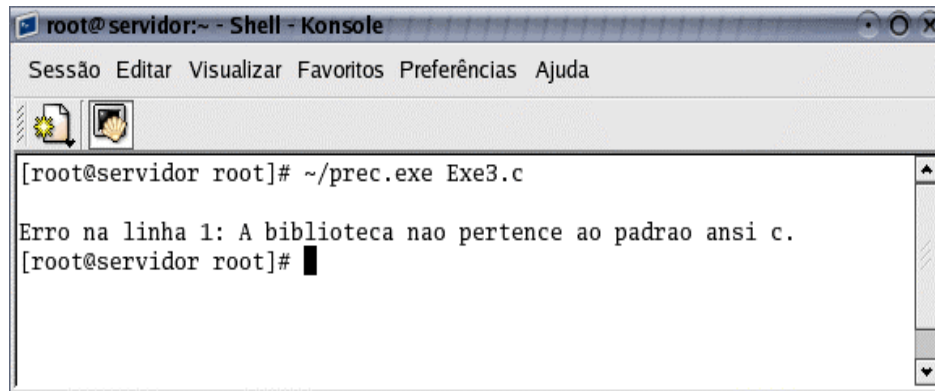 root@servidor:~ - Shell - Konsole
Sessão Editar Visualizar Favoritos Preferências Ajuda
[root@servidor root]# ~/prec.exe Exe3.c
Erro na linha 1: A biblioteca nao pertence ao padrao ansi c.
[root@servidor root]#